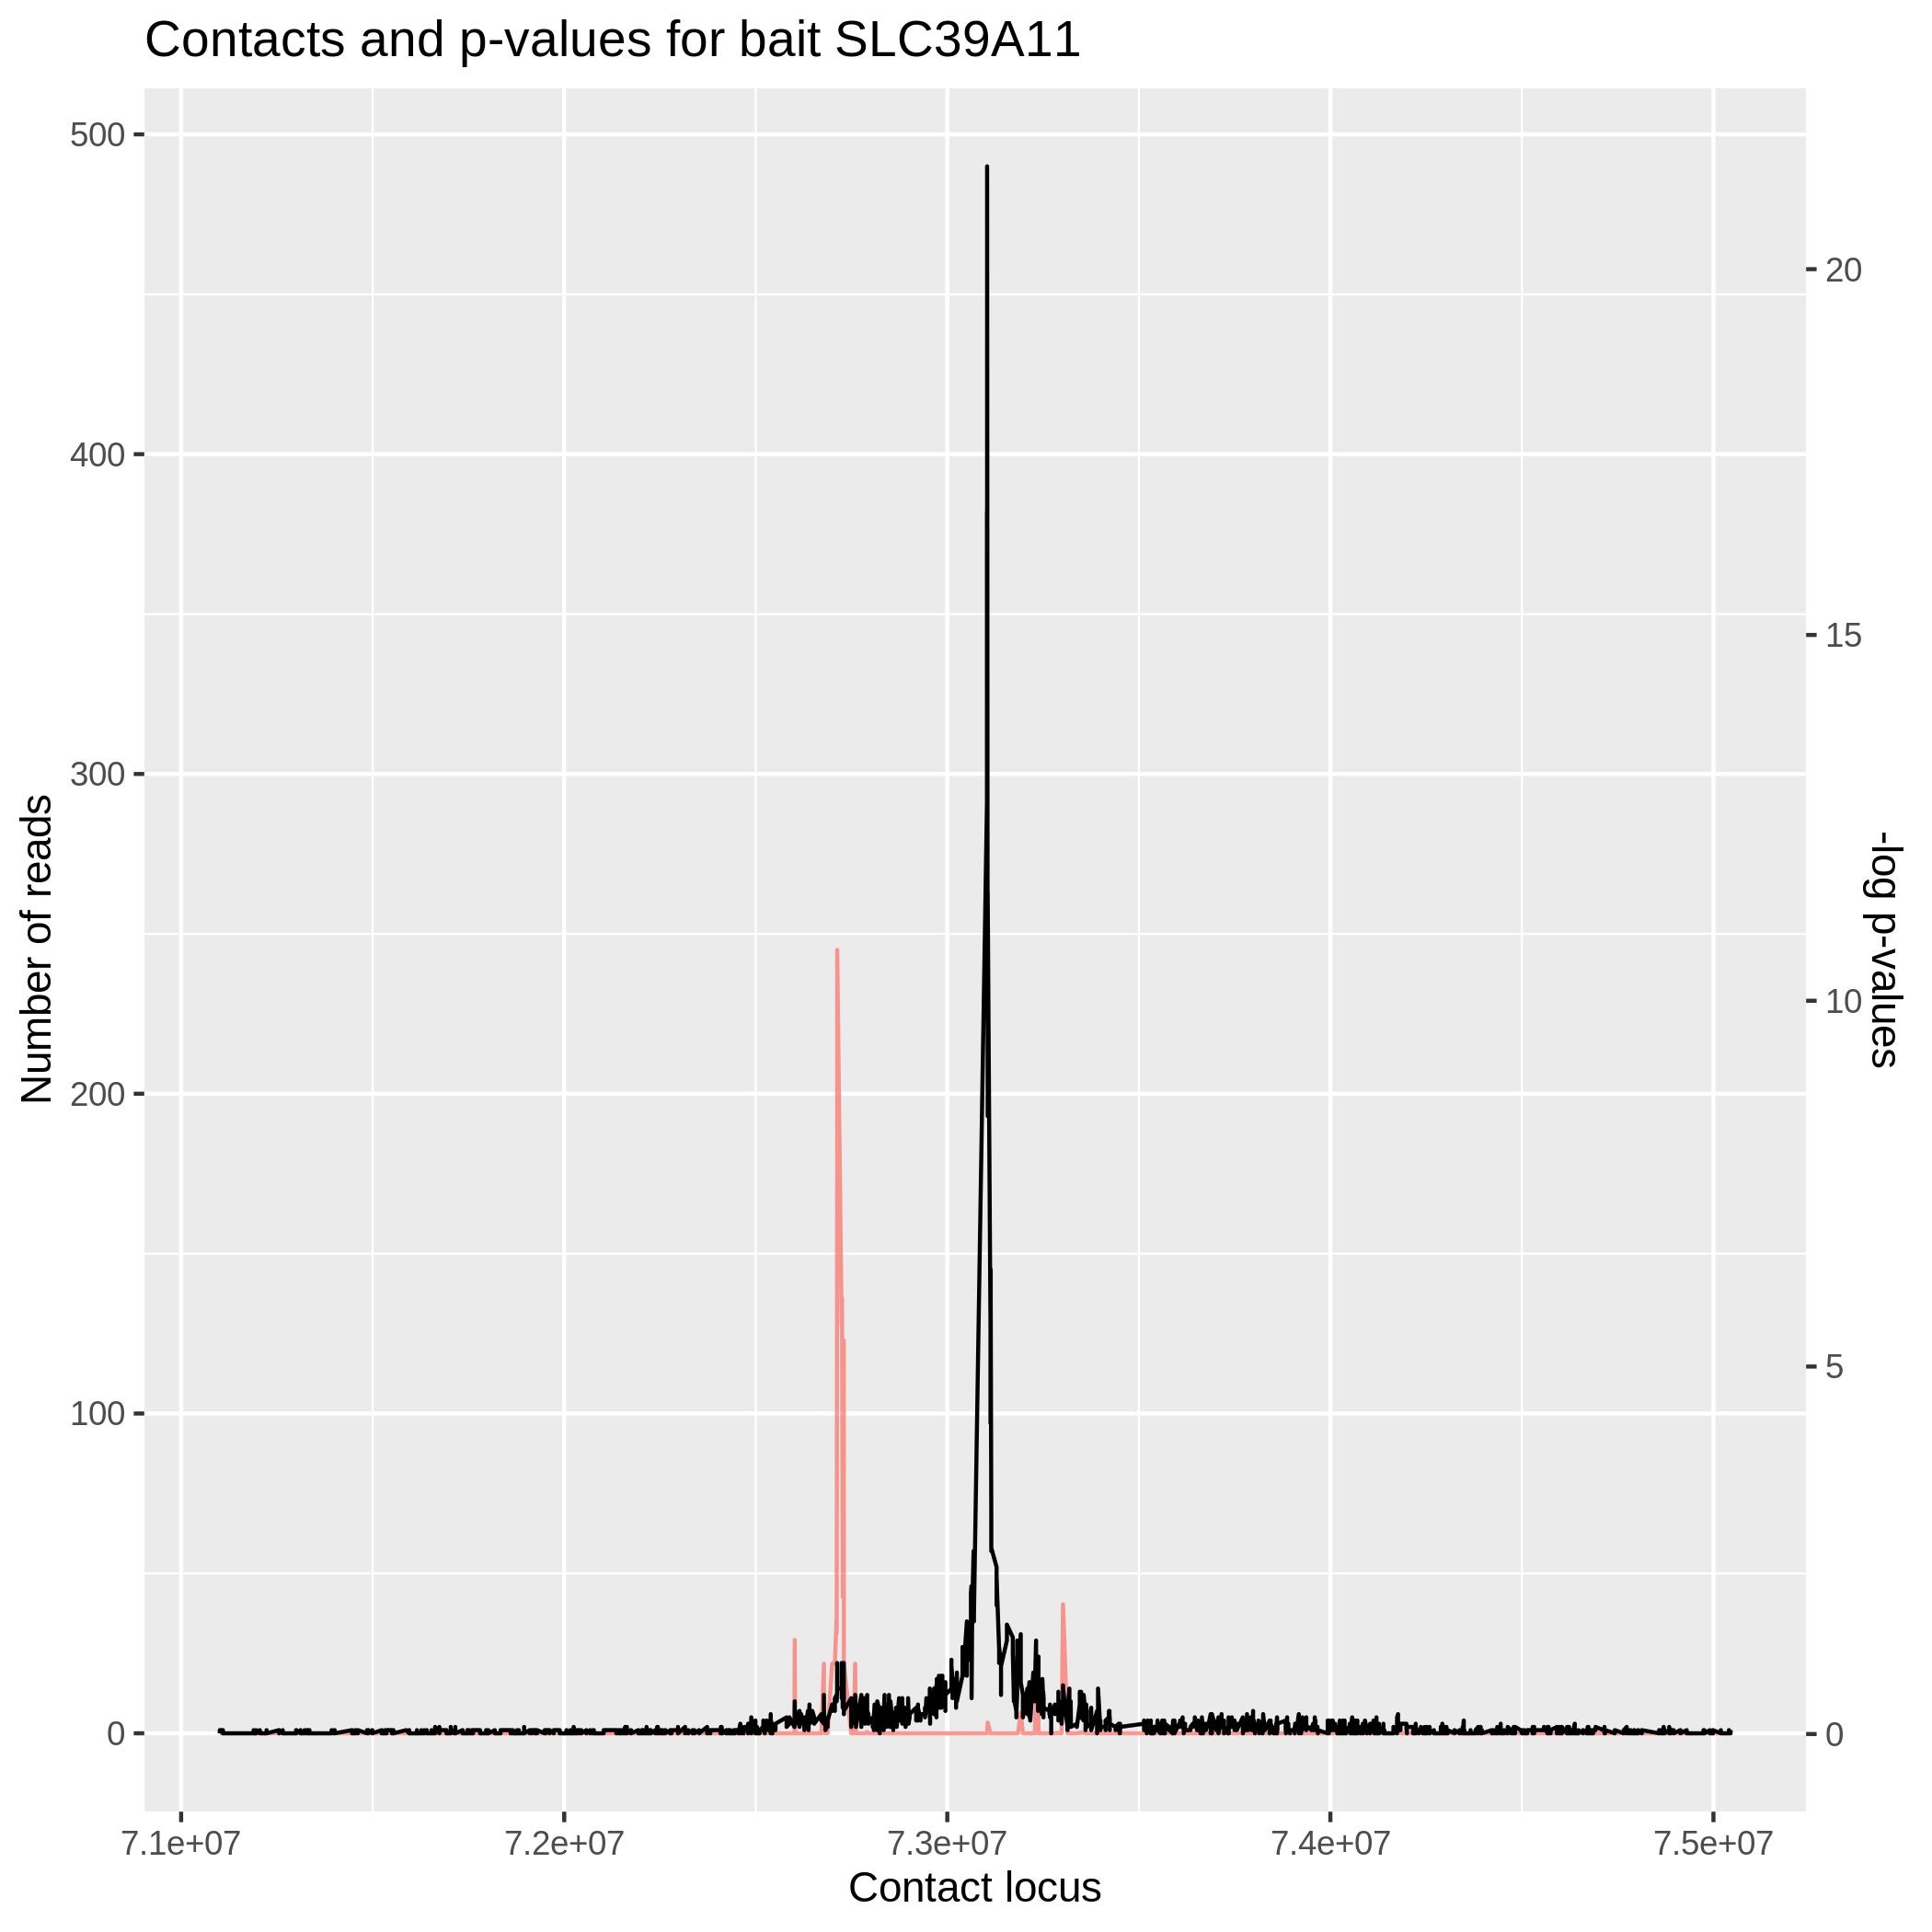 Contacts and p-values for bait SLC39A11
500
400
300
200
100
0
Number of reads
20
15
10
5
0
-log p-values
7.1e+07
7.2e+07
7.3e+07
7.4e+07
7.5e+07
Contact locus